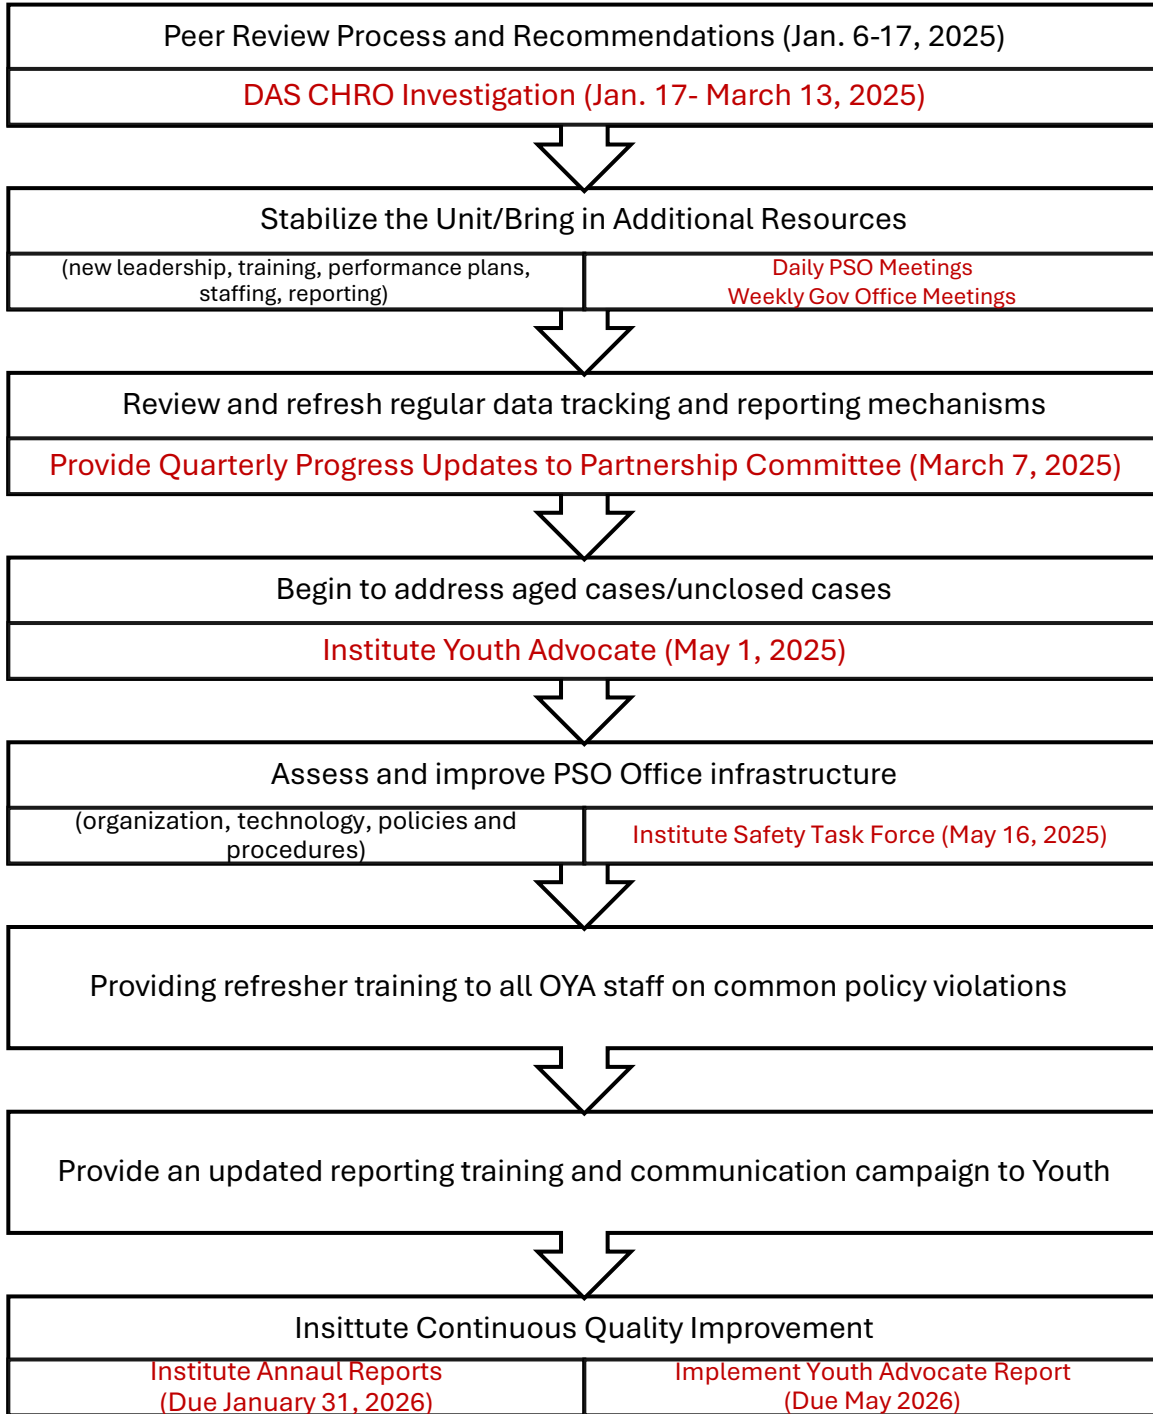 Peer Review Process and Recommendations (Jan. 6-17, 2025)
DAS CHRO Investigation (Jan. 17- March 13, 2025)
Stabilize the Unit/Bring in Additional Resources
(new leadership, training, performance plans,
staffing, reporting)
Daily PSO Meetings
Weekly Gov Office Meetings
Review and refresh regular data tracking and reporting mechanisms
Provide Quarterly Progress Updates to Partnership Committee (March 7, 2025)
Begin to address aged cases/unclosed cases
Institute Youth Advocate (May 1, 2025)
Assess and improve PSO Office infrastructure
(organization, technology, policies and
procedures)
Institute Safety Task Force (May 16, 2025)
Providing refresher training to all OYA staff on common policy violations
Provide an updated reporting training and communication campaign to Youth
Insittute Continuous Quality Improvement
Institute Annaul Reports
(Due January 31, 2026)
Implement Youth Advocate Report
(Due May 2026)